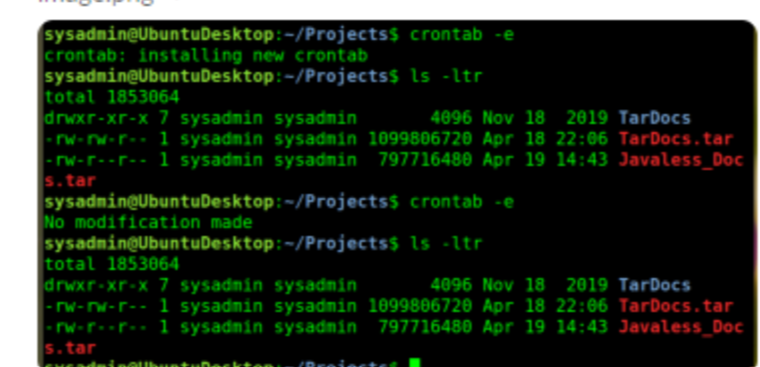 image.png
sysadmin@UbuntuDesktop:~/Projects$ crontab -e
crontab: installing new crontab
sysadmin@UbuntuDesktop:~/Projects$ ls -ltr
total 1853064
drwxr-xr-x 7 sysadmin sysadmin       4096 Nov 18  2019 TarDocs
-rw-rw-r-- 1 sysadmin sysadmin 1099806720 Apr 18 22:06 TarDocs.tar
-rw-r--r-- 1 sysadmin sysadmin  797716480 Apr 19 14:43 Javaless_Doc
s.tar
sysadmin@UbuntuDesktop:~/Projects$ crontab -e
No modification made
sysadmin@UbuntuDesktop:~/Projects$ ls -ltr
total 1853064
drwxr-xr-x 7 sysadmin sysadmin       4096 Nov 18  2019 TarDocs
-rw-rw-r-- 1 sysadmin sysadmin 1099806720 Apr 18 22:06 TarDocs.tar
-rw-r--r-- 1 sysadmin sysadmin  797716480 Apr 19 14:43 Javaless_Doc
s.tar
sysadmin@UbuntuDesktop:~/Projects$